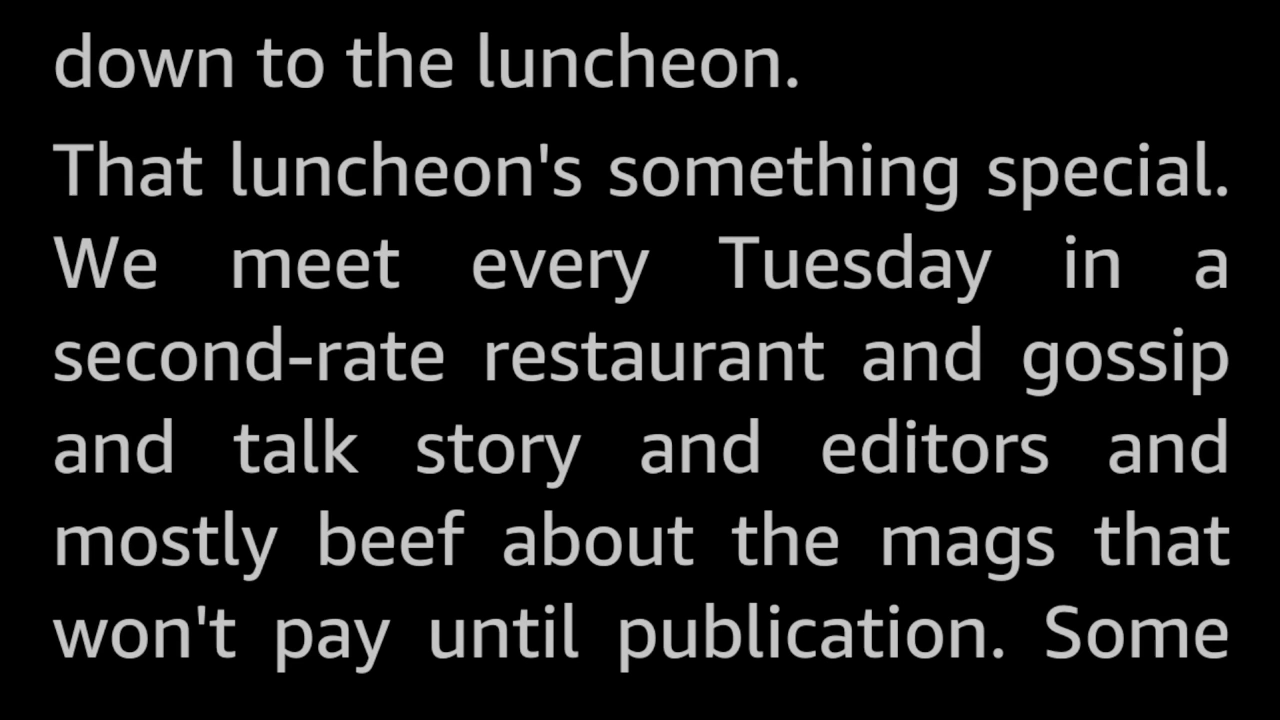 down to the luncheon.
That luncheon's something special.
We meet every Tuesday in a
second-rate restaurant and gossip
and talk story and editors and
mostly beef about the mags that
won't pay until publication. Some